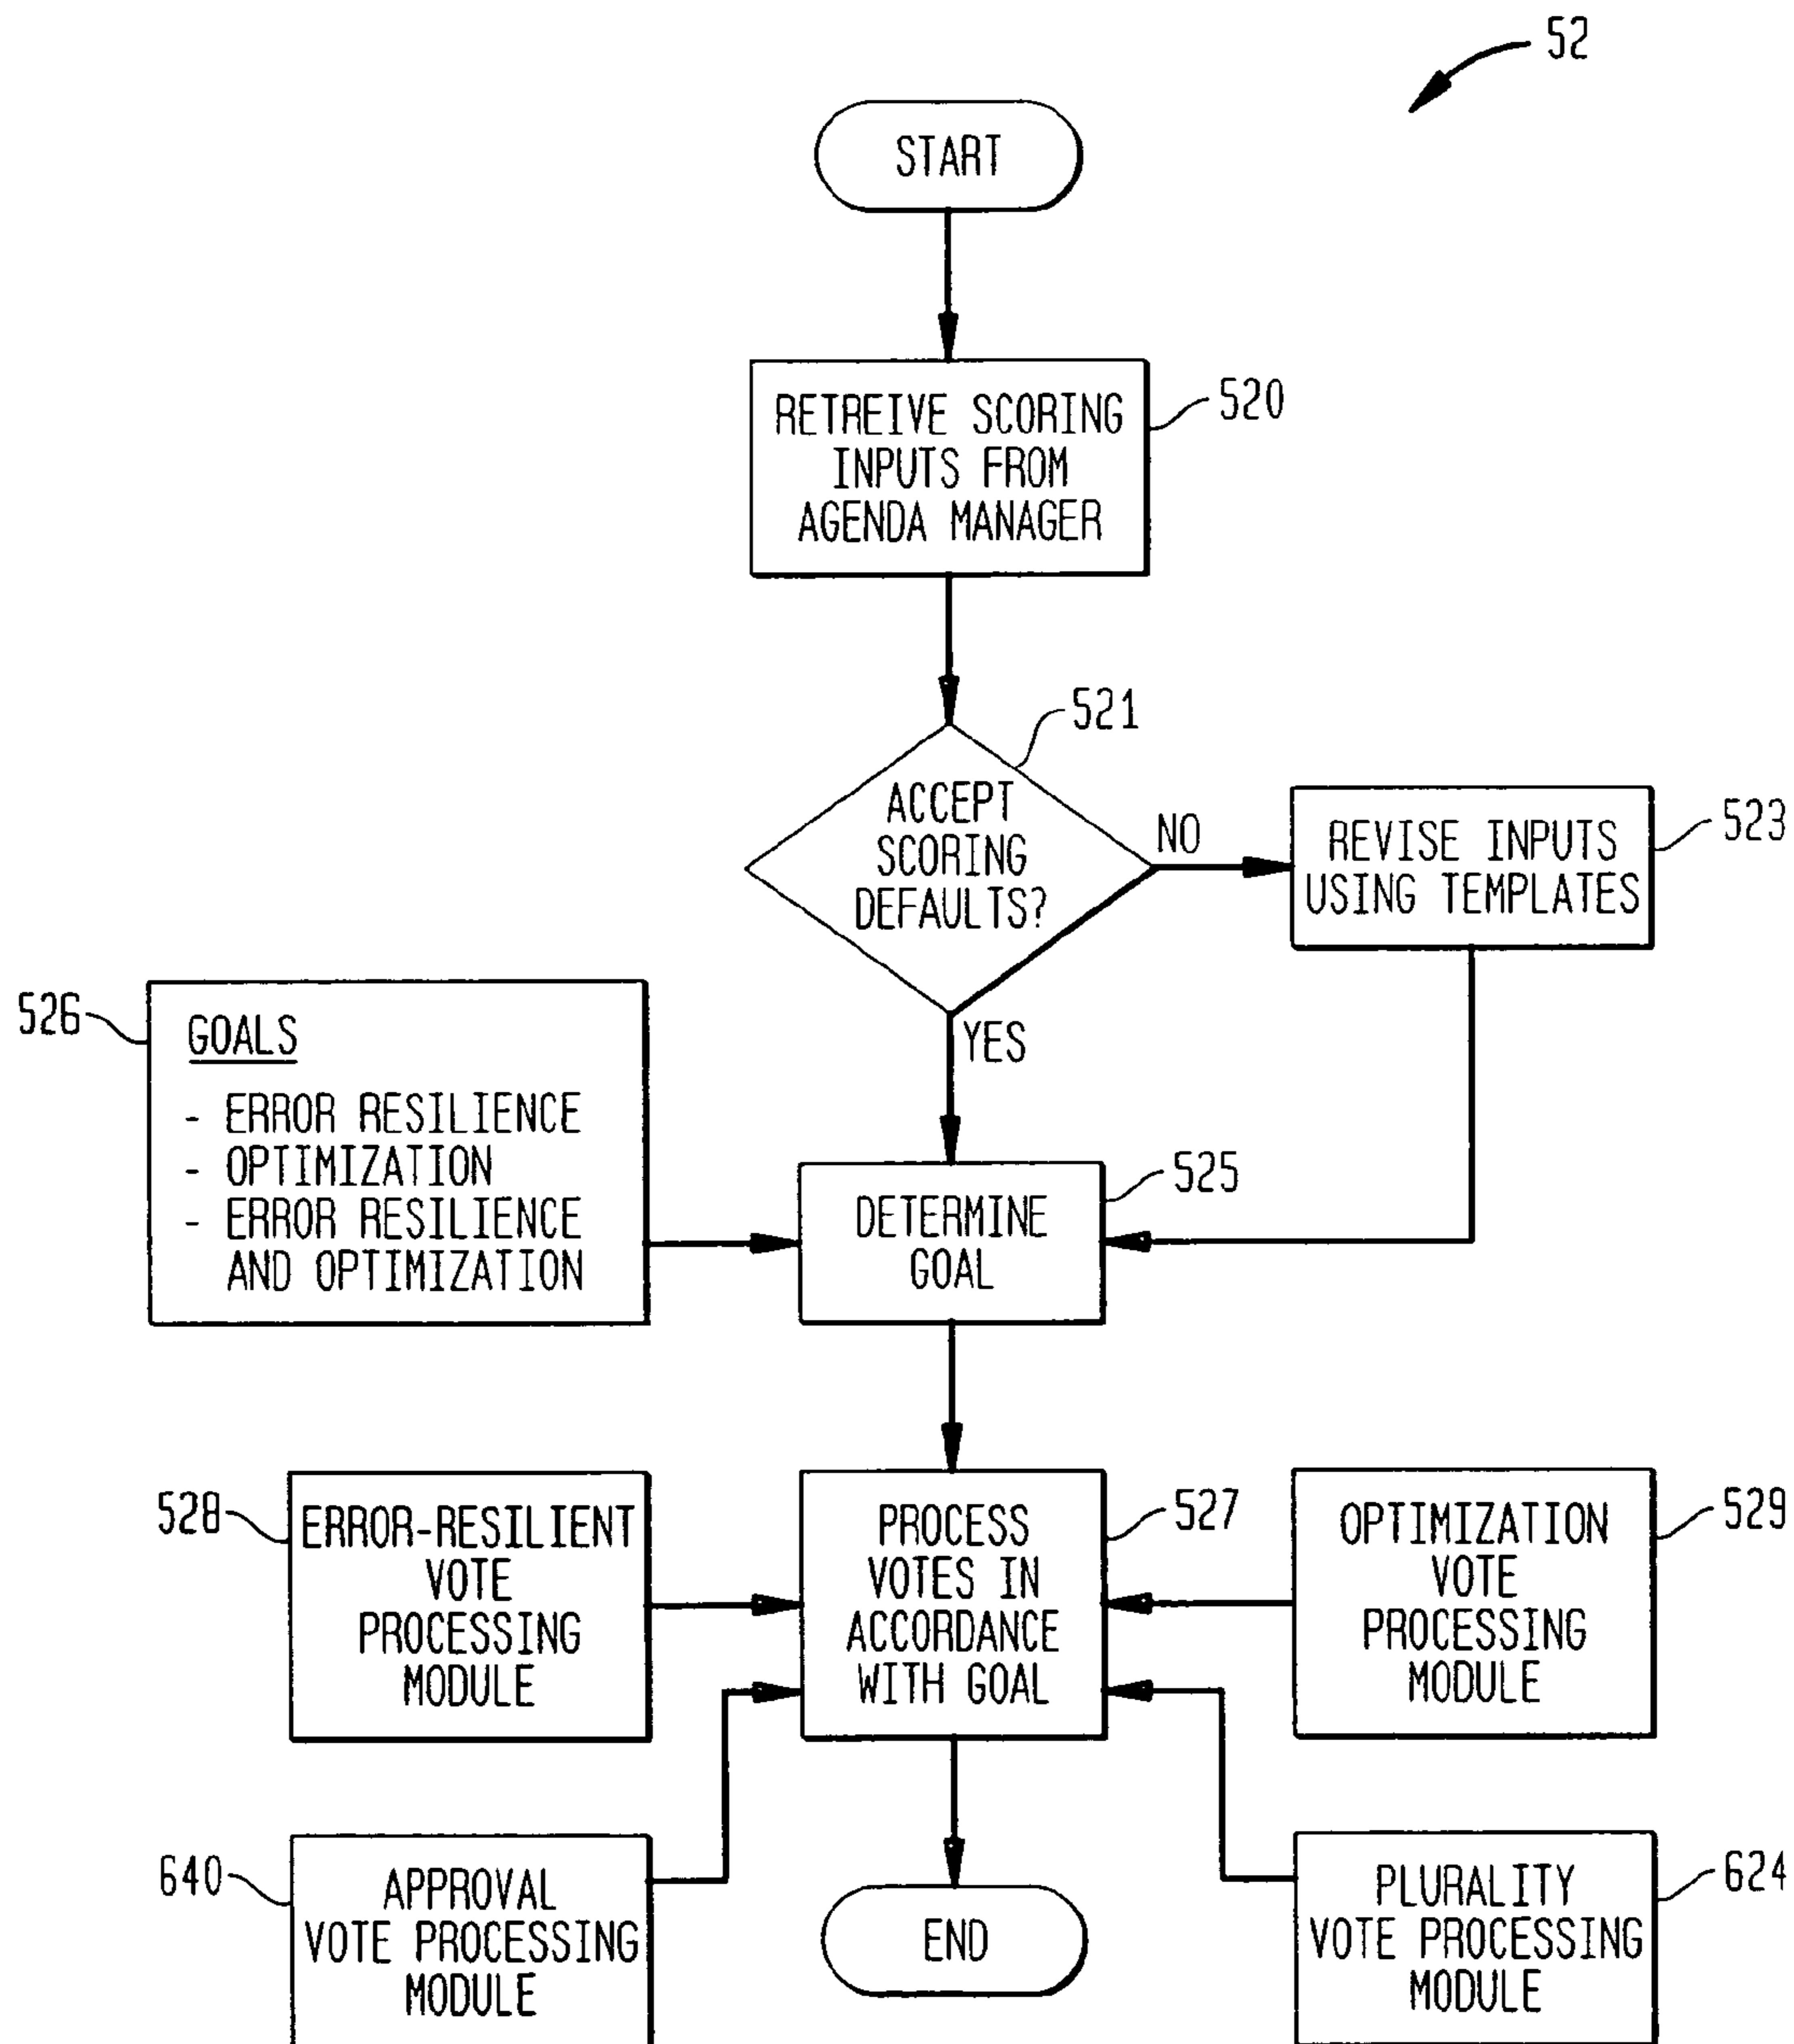 52
START
RETREIVE SCORING
INPUTS FROM
AGENDA MANAGER
520
521
ACCEPT
SCORING
DEFAULTS?
NO
YES
REVISE INPUTS
USING TEMPLATES
523
526
GOALS
- ERROR RESILIENCE
- OPTIMIZATION
- ERROR RESILIENCE
AND OPTIMIZATION
525
DETERMINE
GOAL
528
ERROR-RESILIENT
VOTE
PROCESSING
MODULE
PROCESS
VOTES IN
ACCORDANCE
WITH GOAL
527
OPTIMIZATION
VOTE
PROCESSING
MODULE
529
640
APPROVAL
VOTE PROCESSING
MODULE
END
PLURALITY
VOTE PROCESSING
MODULE
624